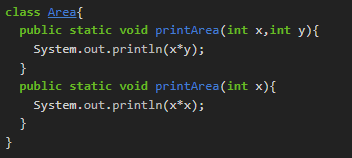 class Area{
  public static void printArea(int x,int y){
    System.out.println(x*y);
  }
  public static void printArea(int x){
    System.out.println(x*x);
  }
}